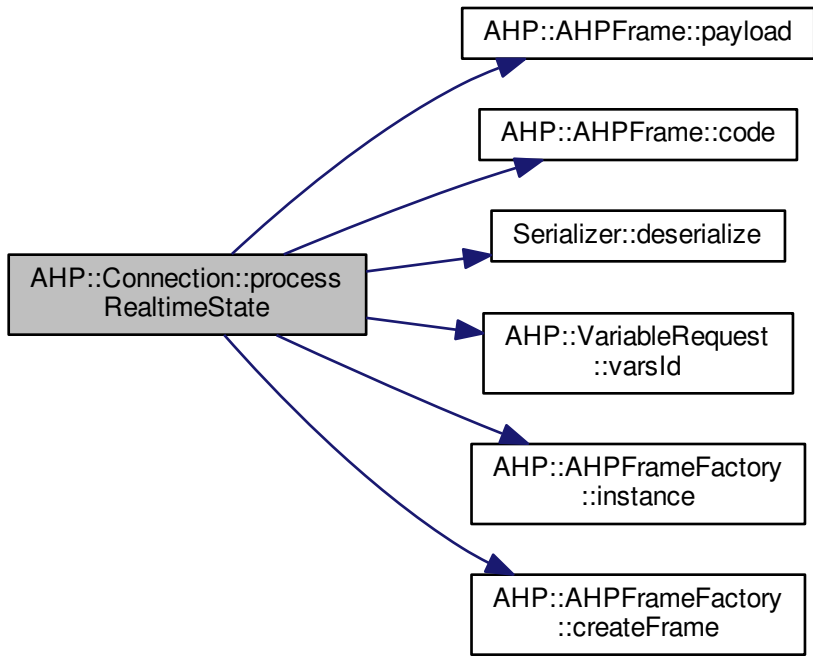 AHP::AHPFrame::payload
AHP::AHPFrame::code
Serializer::deserialize
AHP::Connection::process
RealtimeState
AHP::VariableRequest
::varsId
AHP::AHPFrameFactory
::instance
AHP::AHPFrameFactory
::createFrame